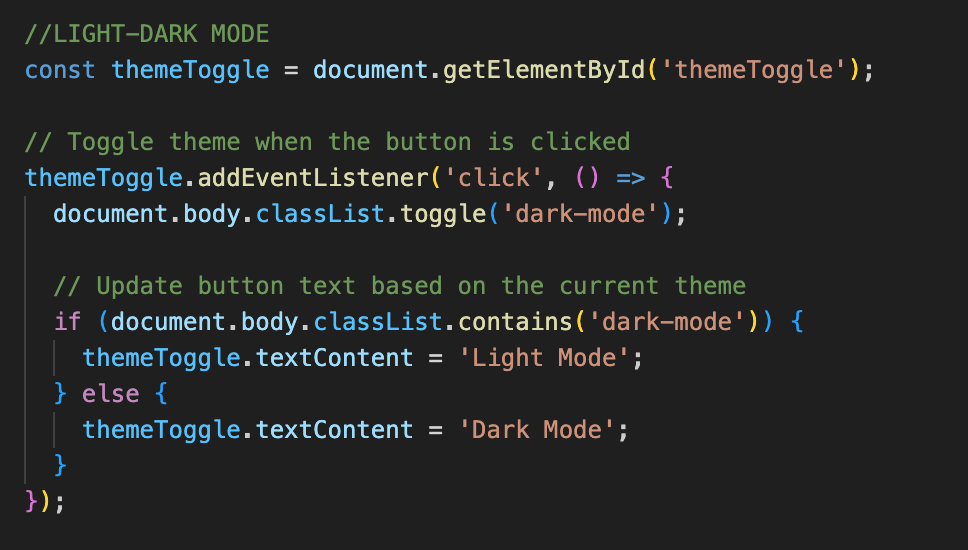 //LIGHT-DARK MODE
const themeToggle = document.getElementById('themeToggle');
// Toggle theme when the button is clicked
themeToggle.addEventListener('click', () => {
document.body.classList.toggle('dark-mode');
// Update button text based on the current theme
if (document.body.classList.contains('dark-mode')) {
themeToggle.textContent = 'Light Mode';
} else {
themeToggle.textContent = 'Dark Mode';
}
});